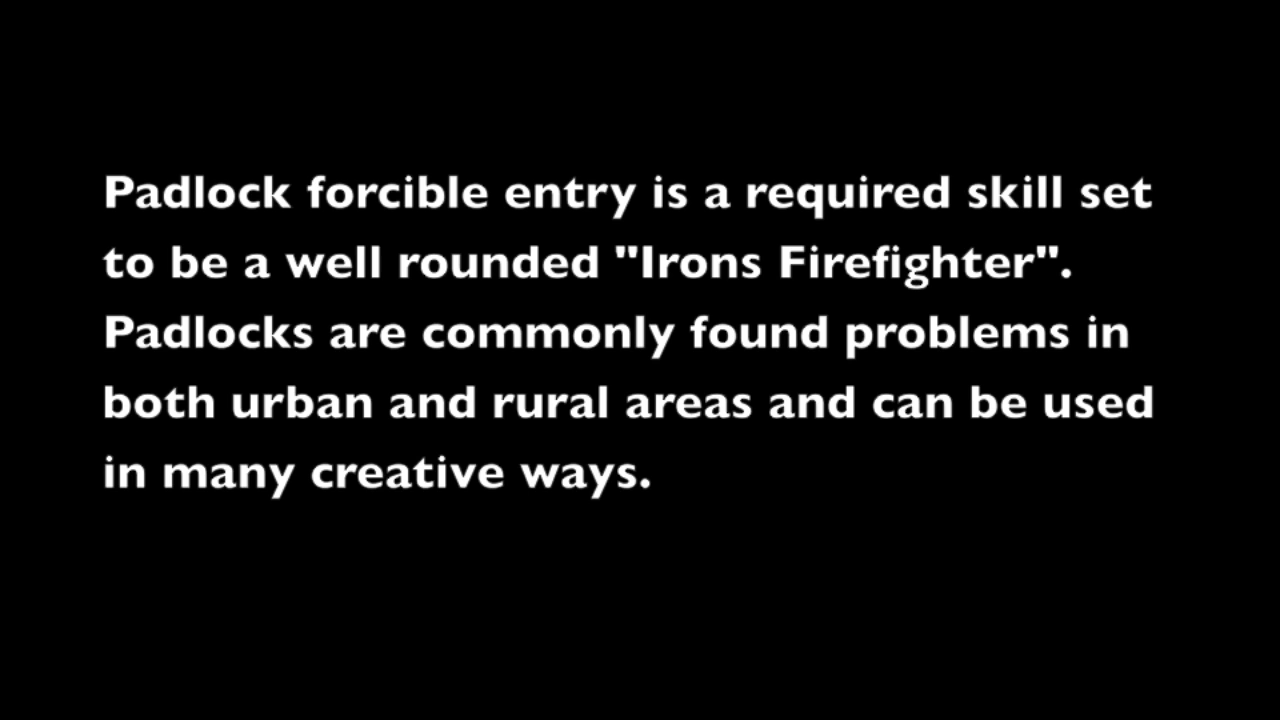 Padlock forcible entry is a required skill set
to be a well rounded "Irons Firefighter".
Padlocks are commonly found problems in
both urban and rural areas and can be used
in many creative ways.